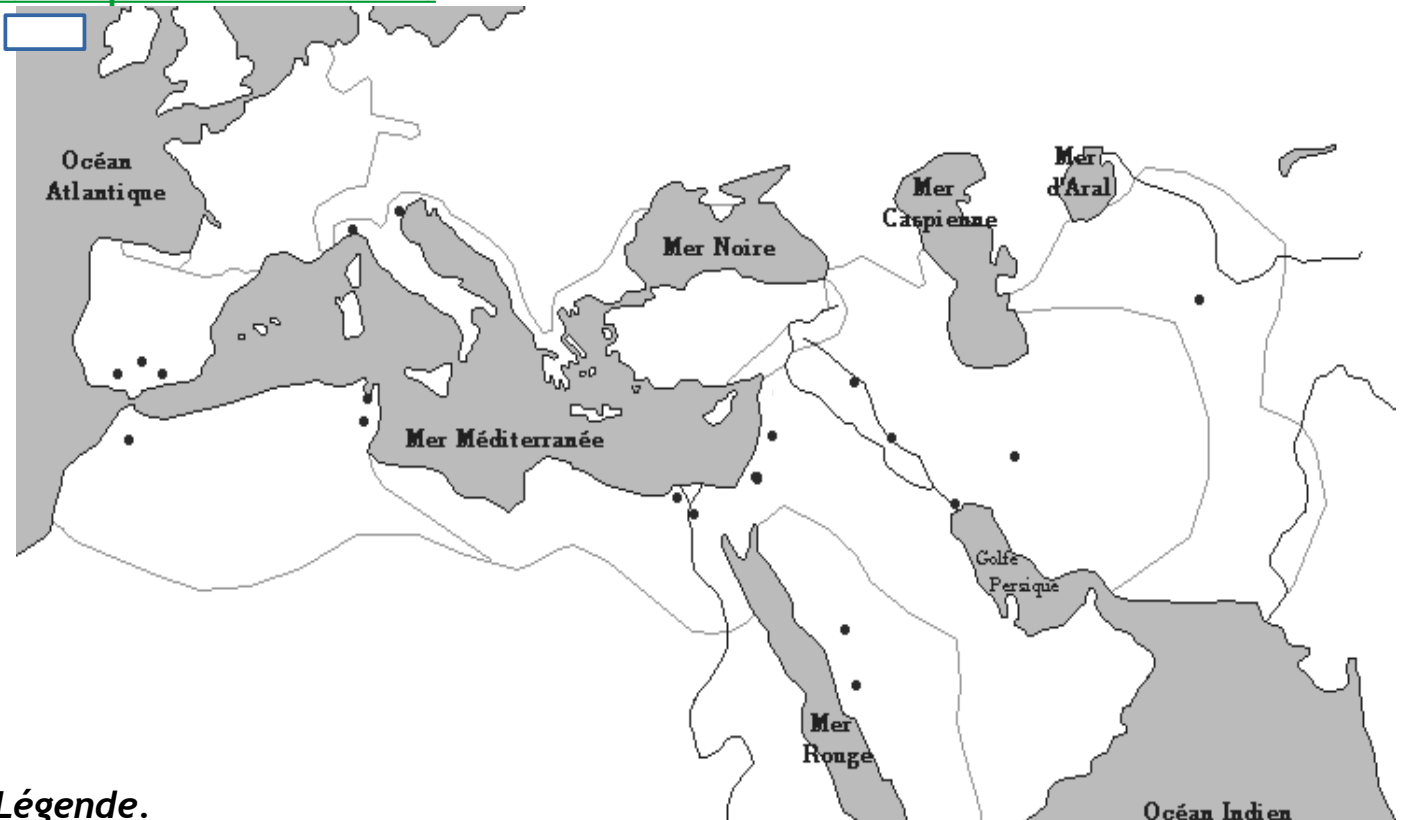 Océan
Atlantique
Mer Noire
Mer
Caspienne
Mer
d'Aral
Mer Méditerranée
Golfe
Persique
Mer
Rouge
Océan Indien
Légende.